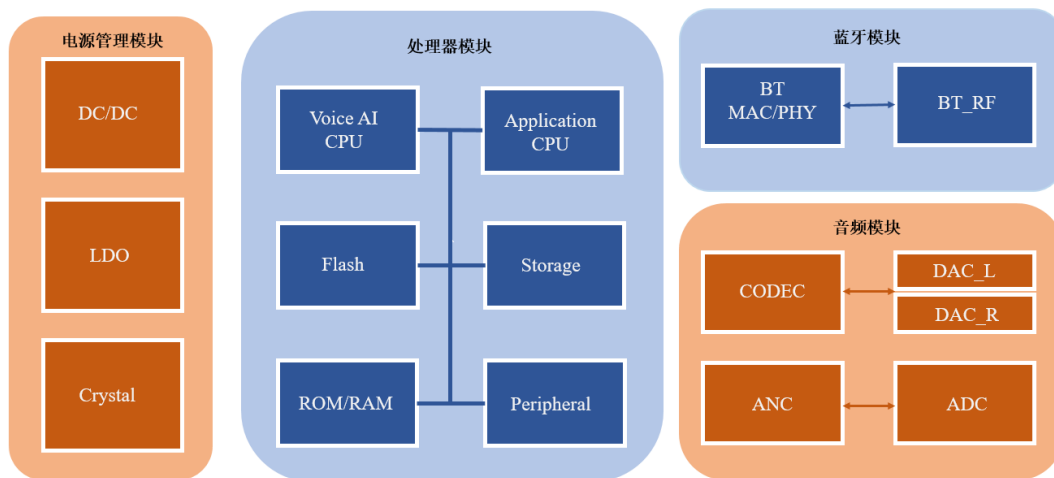 电源管理模块
DC/DC
LDO
Crystal
处理器模块
Voice AI
CPU
Application
CPU
Flash
Storage
ROM/RAM
Peripheral
蓝牙模块
BT
MAC/PHY
BT_RF
音频模块
CODEC
DAC_L
DAC_R
ANC
ADC